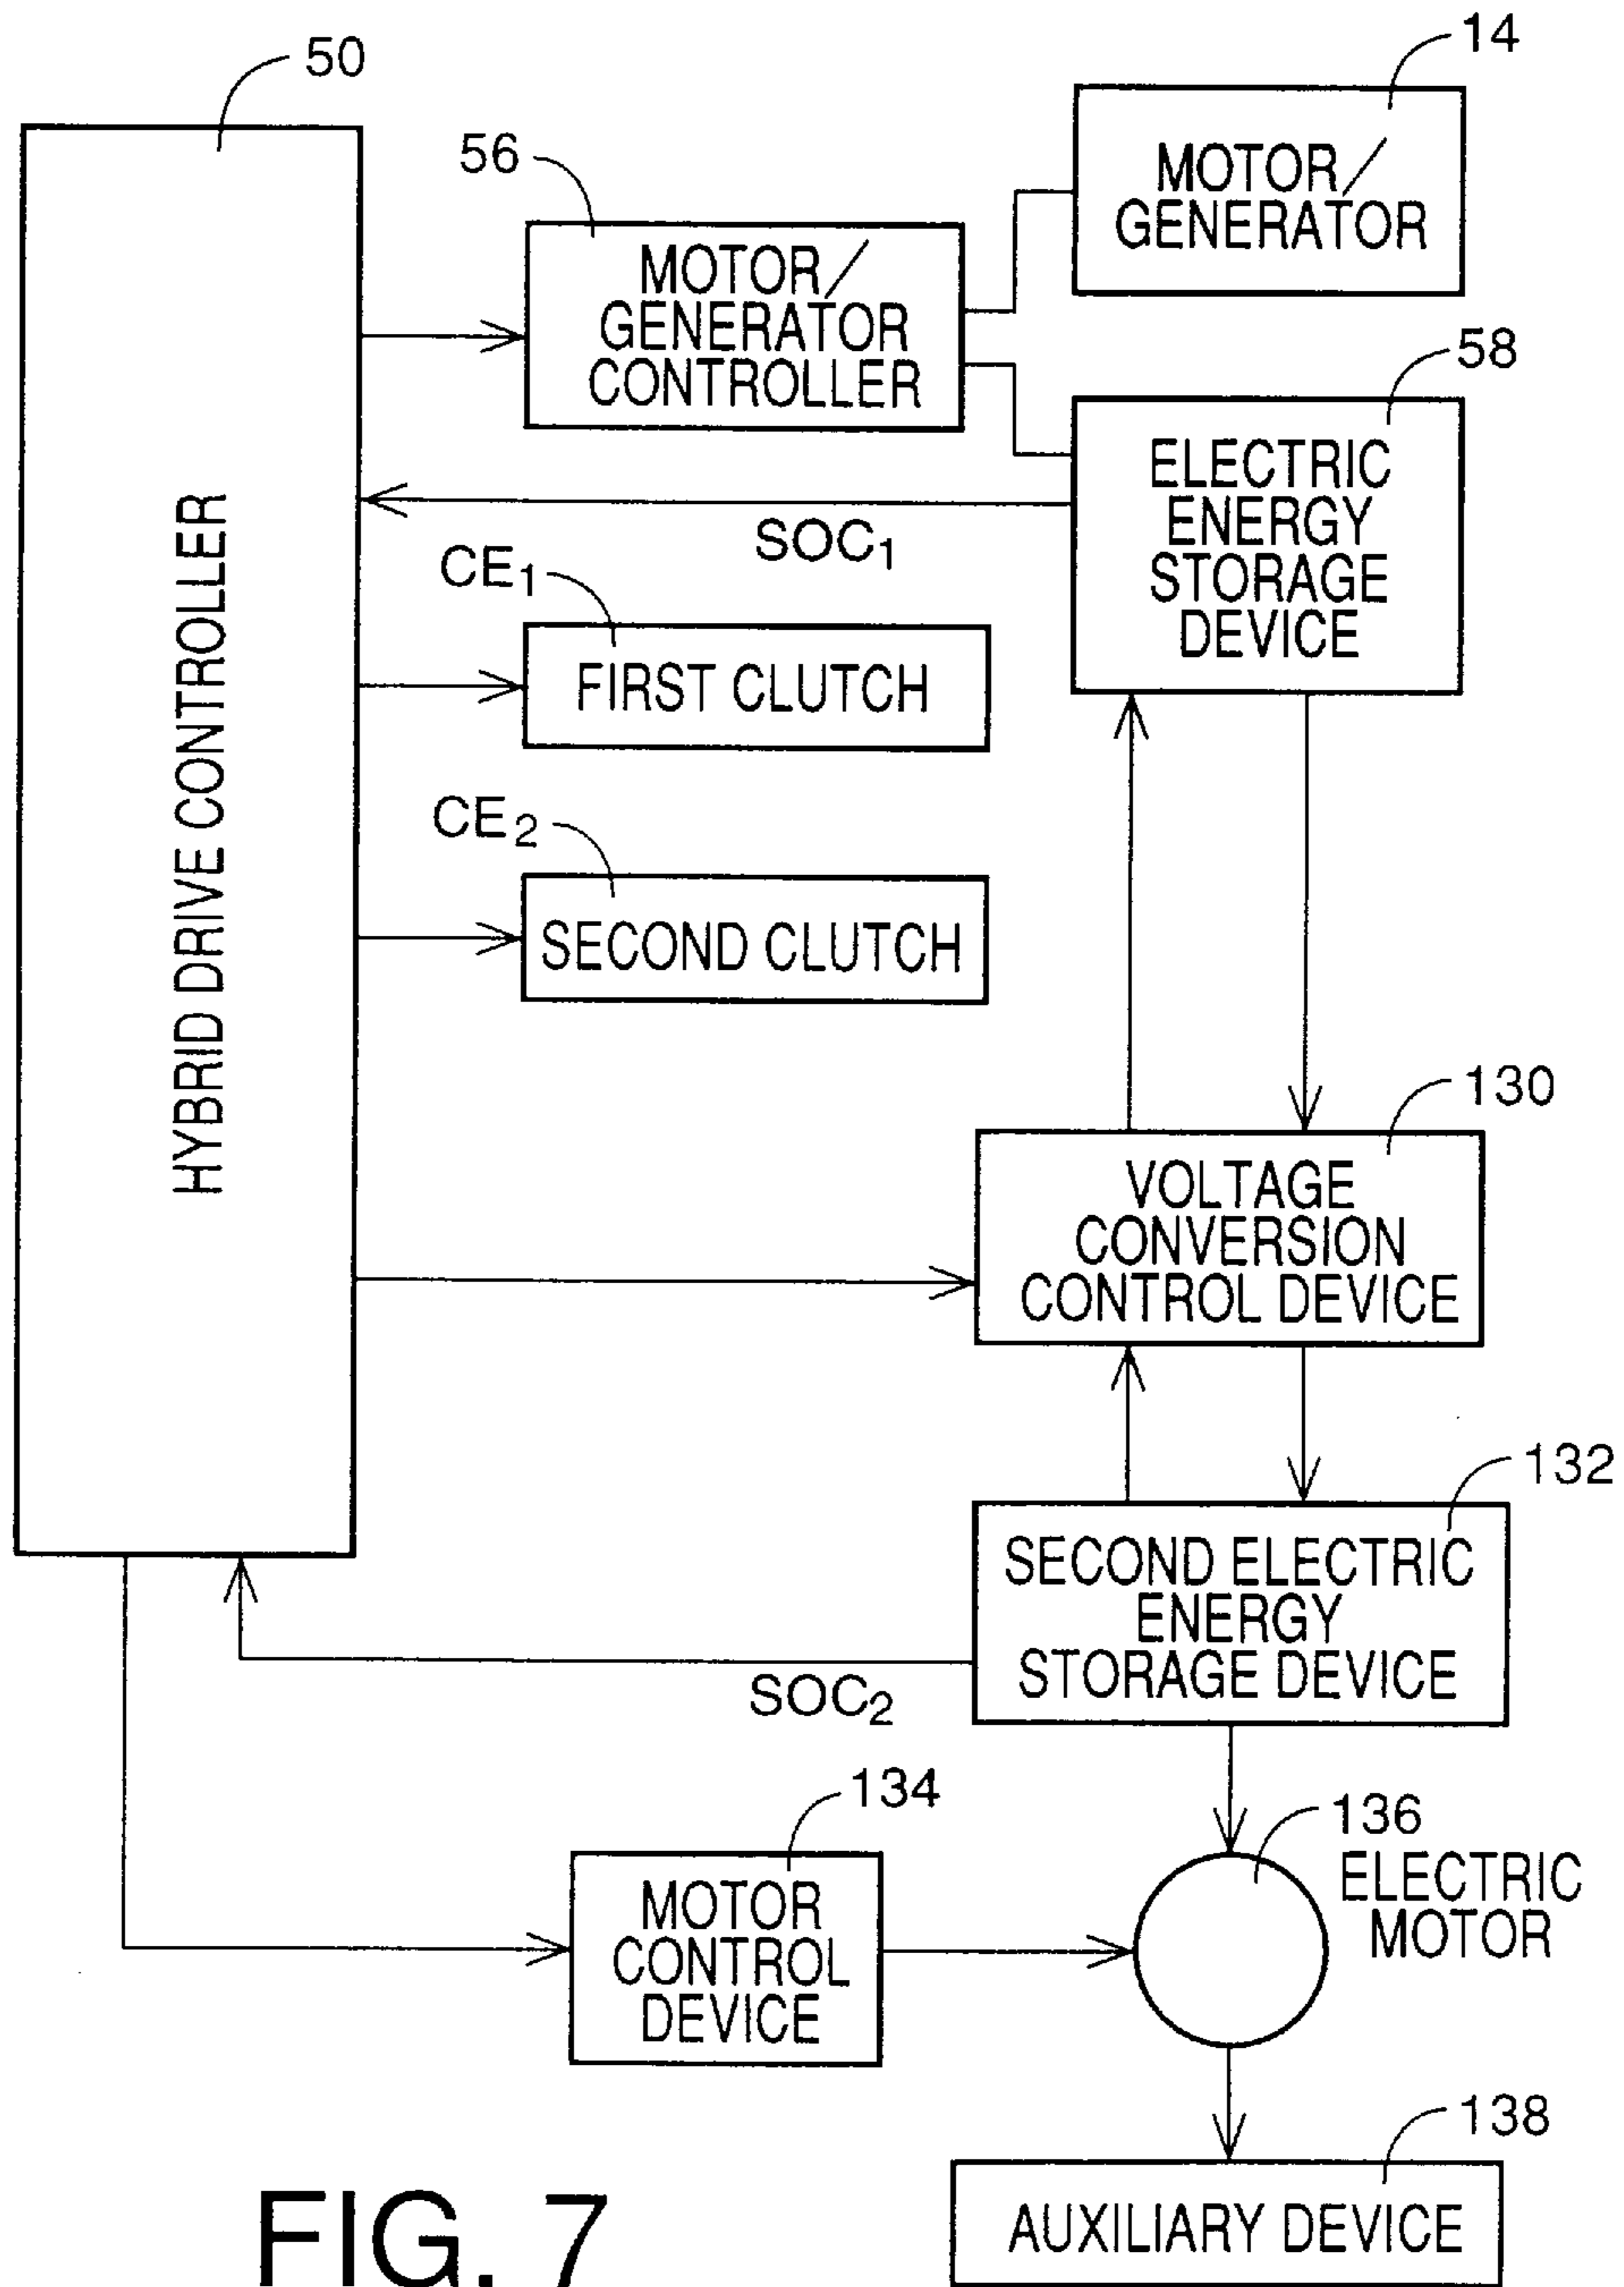 50
14
56
MOTOR/
GENERATOR
MOTOR/
GENERATOR
CONTROLLER
58
ELECTRIC
ENERGY
STORAGE
DEVICE
SOC1
CE1
FIRST CLUTCH
HYBRID DRIVE CONTROLLER
CE2
SECOND CLUTCH
130
VOLTAGE
CONVERSION
CONTROL DEVICE
132
SECOND ELECTRIC
ENERGY
STORAGE DEVICE
SOC2
134
136
ELECTRIC
MOTOR
MOTOR
CONTROL
DEVICE
138
AUXILIARY DEVICE
FIG. 7